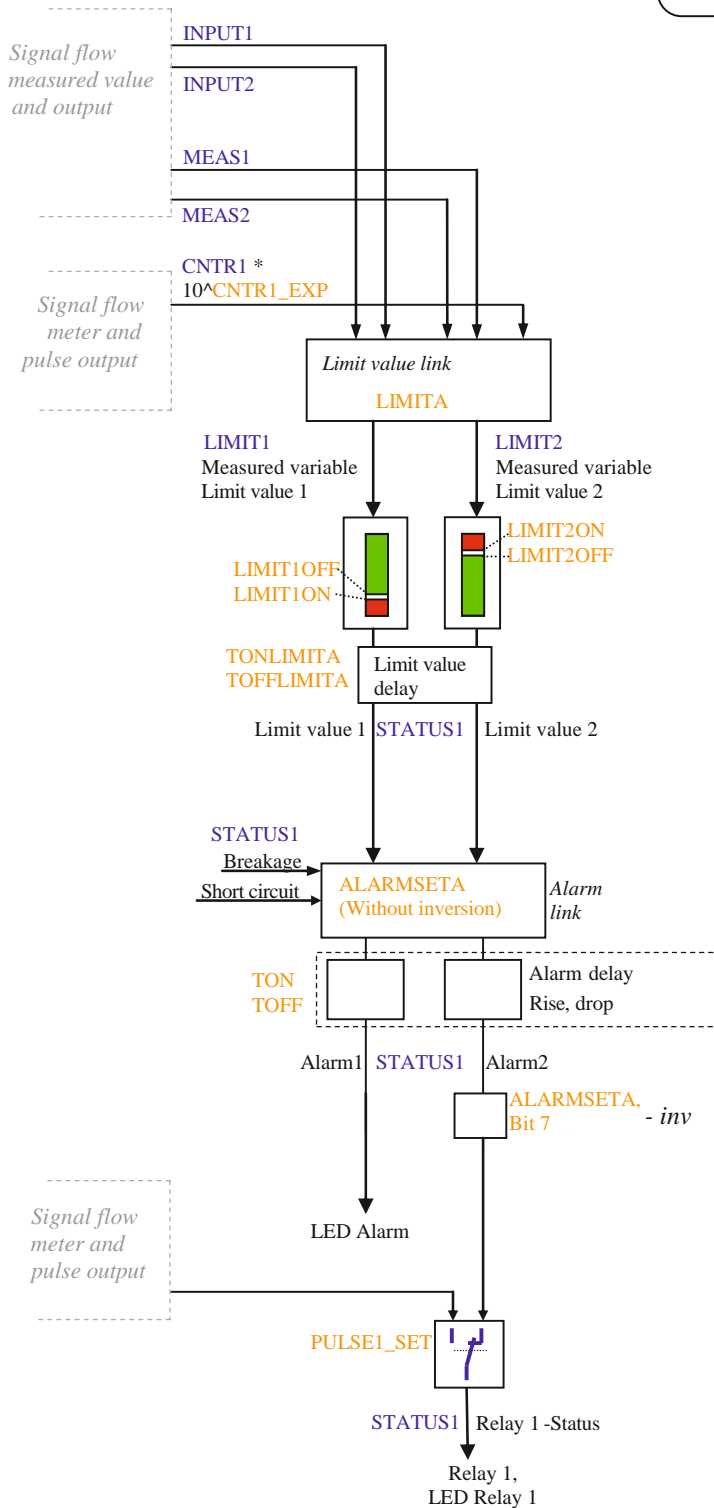 INPUT1
Signal flow
measured value
and output
INPUT2
MEAS1
MEAS2
CNTR1 *
10^CNTR1_EXP
Signal flow
meter and
pulse output
Limit value link
LIMITA
LIMIT1
Measured variable
Limit value 1
LIMIT2
Measured variable
Limit value 2
LIMIT2ON
LIMIT2OFF
LIMIT1OFF
LIMIT1ON
TONLIMITA
TOFFLIMITA
Limit value
delay
Limit value 1 STATUS1 Limit value 2
STATUS1
Breakage
Short circuit
ALARMSETA
(Without inversion)
Alarm
link
TON
TOFF
Alarm delay
Rise, drop
Alarm1 STATUS1 Alarm2
ALARMSETA,
Bit 7
- inv
Signal flow
meter and
pulse output
LED Alarm
PULSE1_SET
STATUS1 Relay 1 -Status
Relay 1,
LED Relay 1